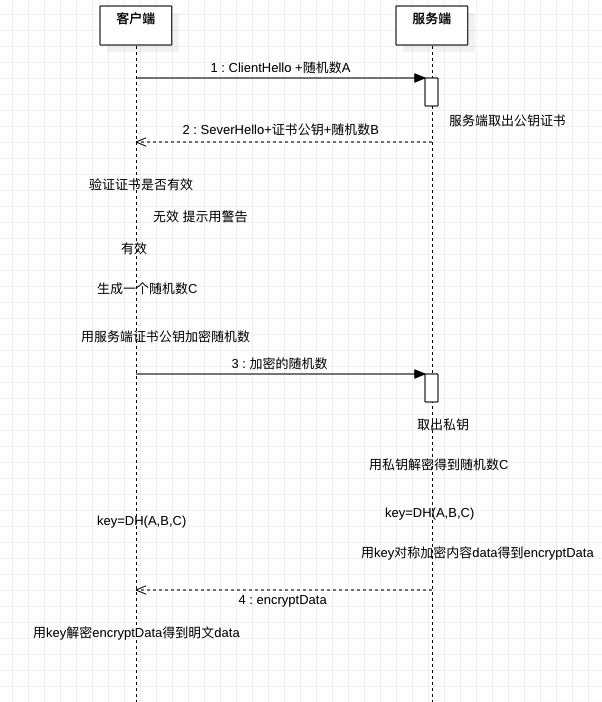 客户端
服务端
1 : ClientHello +随机数A
服务端取出公钥证书
2 : SeverHello+证书公钥+随机数B
验证证书是否有效
无效 提示用警告
有效
生成一个随机数C
用服务端证书公钥加密随机数
3 : 加密的随机数
取出私钥
用私钥解密得到随机数C
key=DH(A,B,C)
key=DH(A,B,C)
用key对称加密内容data得到encryptData
4 : encryptData
用key解密encryptData得到明文data